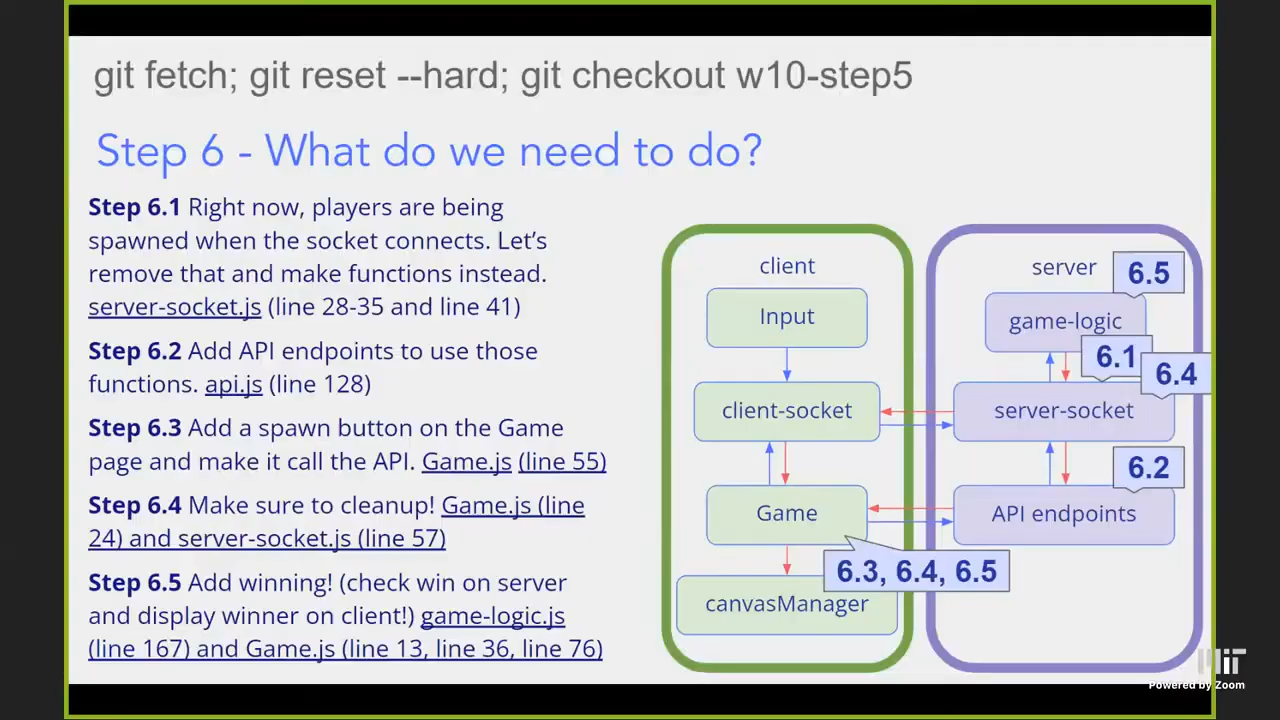 git fetch; git reset --hard; git checkout w10-step5
Step 6 - What do we need to do?
Step 6.1 Right now, players are being
spawned when the socket connects. Let’s
remove that and make functions instead.
server-socket.js (line 28-35 and line 41)
Step 6.2 Add API endpoints to use those
functions. api.js (line 128)
Step 6.3 Add a spawn button on the Game
page and make it call the API. Game.js (line 55)
Step 6.4 Make sure to cleanup! Game.js (line
24) and server-socket.js (line 57)
Step 6.5 Add winning! (check win on server
and display winner on client!) game-logic.js
(line 167) and Game.js (line 13, line 36, line 76)
client
Input
client-socket
Game
6.3, 6.4, 6.5
canvasManager
server
6.5
game-logic
6.1
6.4
server-socket
6.2
API endpoints
MIT
Powered by Zoom